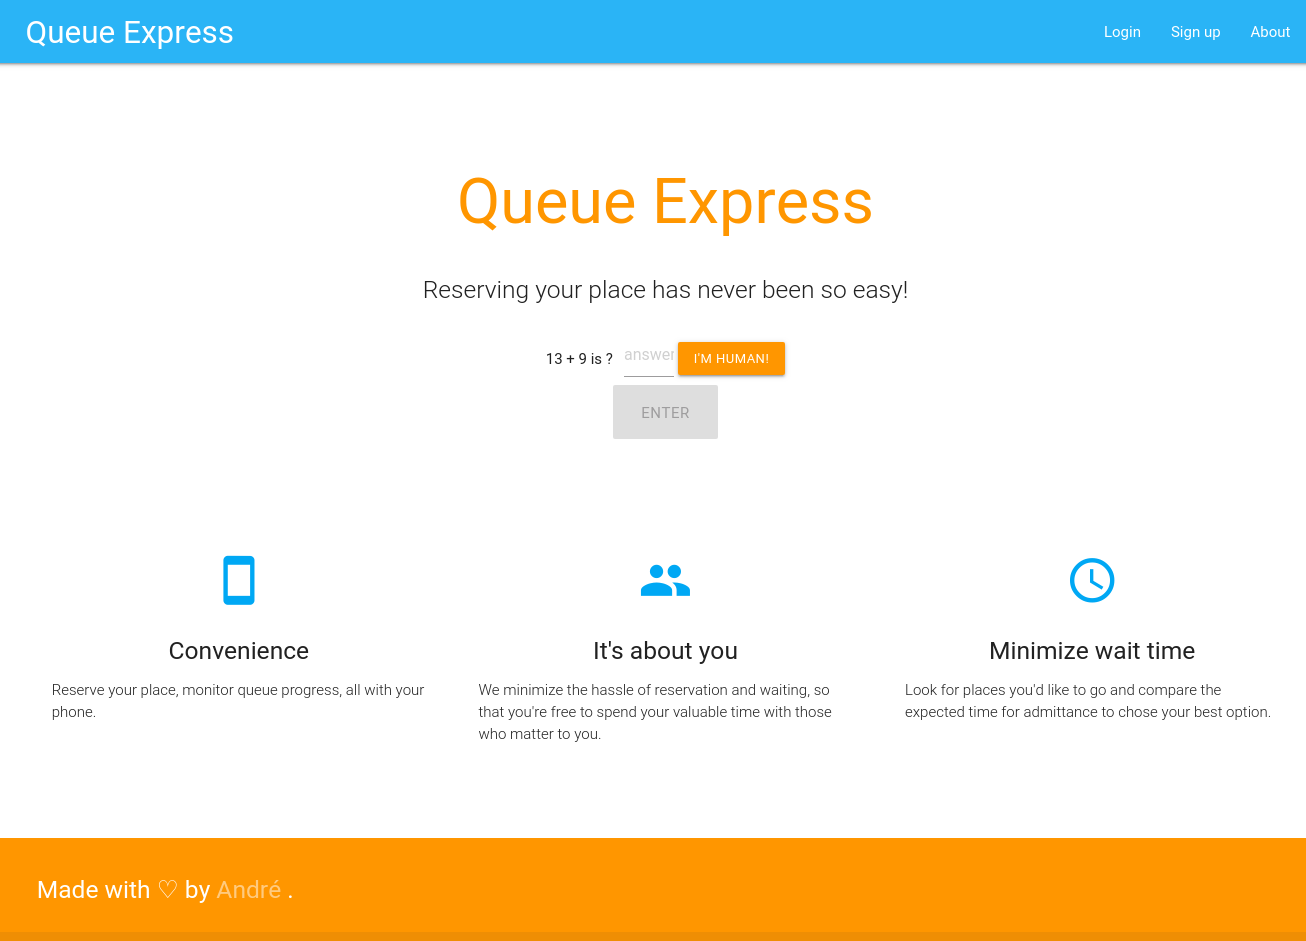 Queue Express
Login Sign up About
Queue Express
Reserving your place has never been so easy!
13 + 9 is ? answer I'M HUMAN!
ENTER
Convenience
Reserve your place, monitor queue progress, all with your
phone.
It's about you
We minimize the hassle of reservation and waiting, so
that you're free to spend your valuable time with those
who matter to you.
Minimize wait time
Look for places you'd like to go and compare the
expected time for admittance to chose your best option.
Made with ♡ by André .